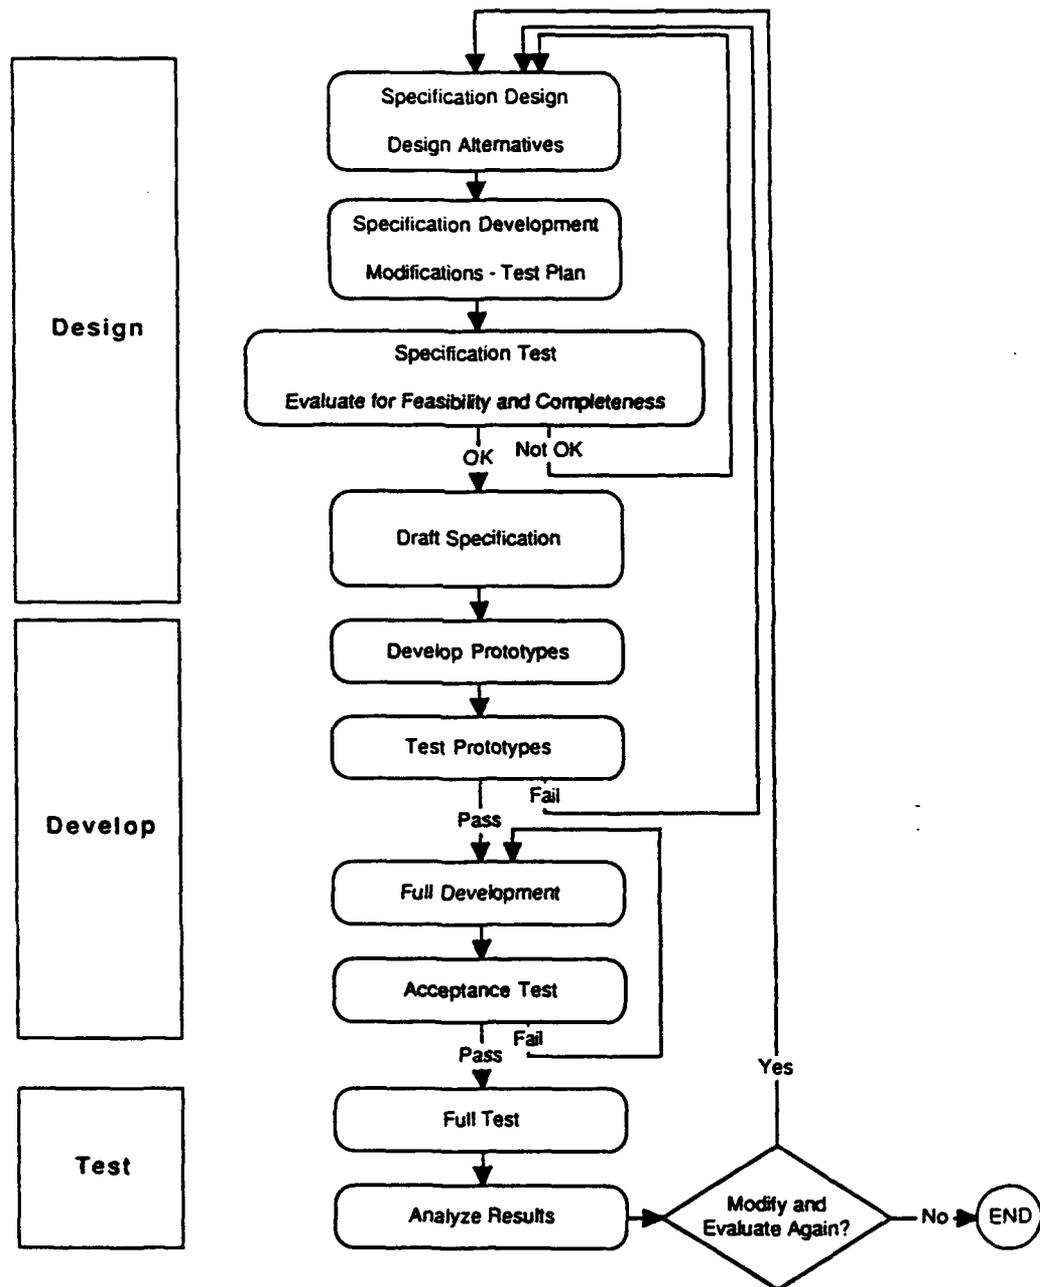 Specification Design
Design Alternatives
Specification Development
Modifications - Test Plan
Design
Specification Test
Evaluate for Feasibility and Completeness
OK
Not OK
Draft Specification
Develop Prototypes
Test Prototypes
Fail
Pass
Develop
Full Development
Acceptance Test
Fail
Pass
Yes
Full Test
Test
Analyze Results
Modify and
Evaluate Again?
No
END